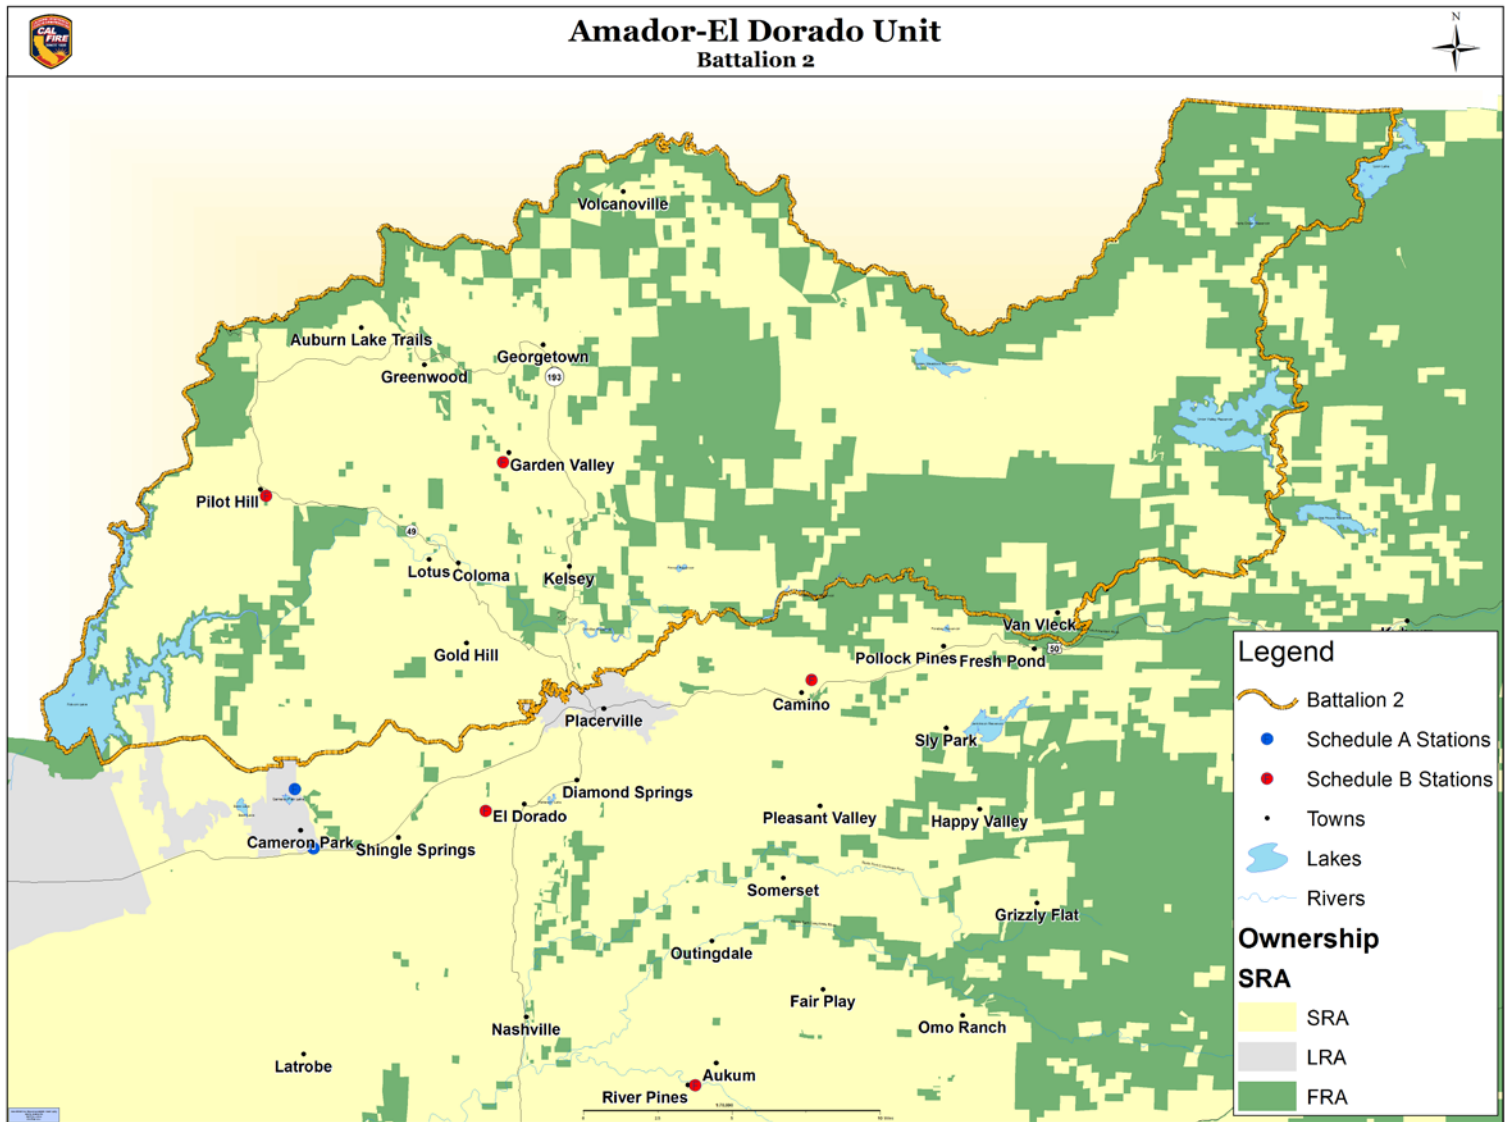 Amador-El Dorado Unit
Battalion 2
CAL
FIRE
N
Volcanoville
Auburn Lake Trails
Georgetown
Greenwood
193
Garden Valley
Pilot Hill
49
Lotus
Coloma
Kelsey
Van Vleck
Gold Hill
Pollock Pines
Fresh Pond
50
Camino
Placerville
Sly Park
Diamond Springs
El Dorado
Pleasant Valley
Happy Valley
Cameron Park
Shingle Springs
Somerset
Grizzly Flat
Outingdale
Fair Play
Omo Ranch
Nashville
Latrobe
Aukum
River Pines
Legend
Battalion 2
Schedule A Stations
Schedule B Stations
Towns
Lakes
Rivers
Ownership
SRA
SRA
LRA
FRA